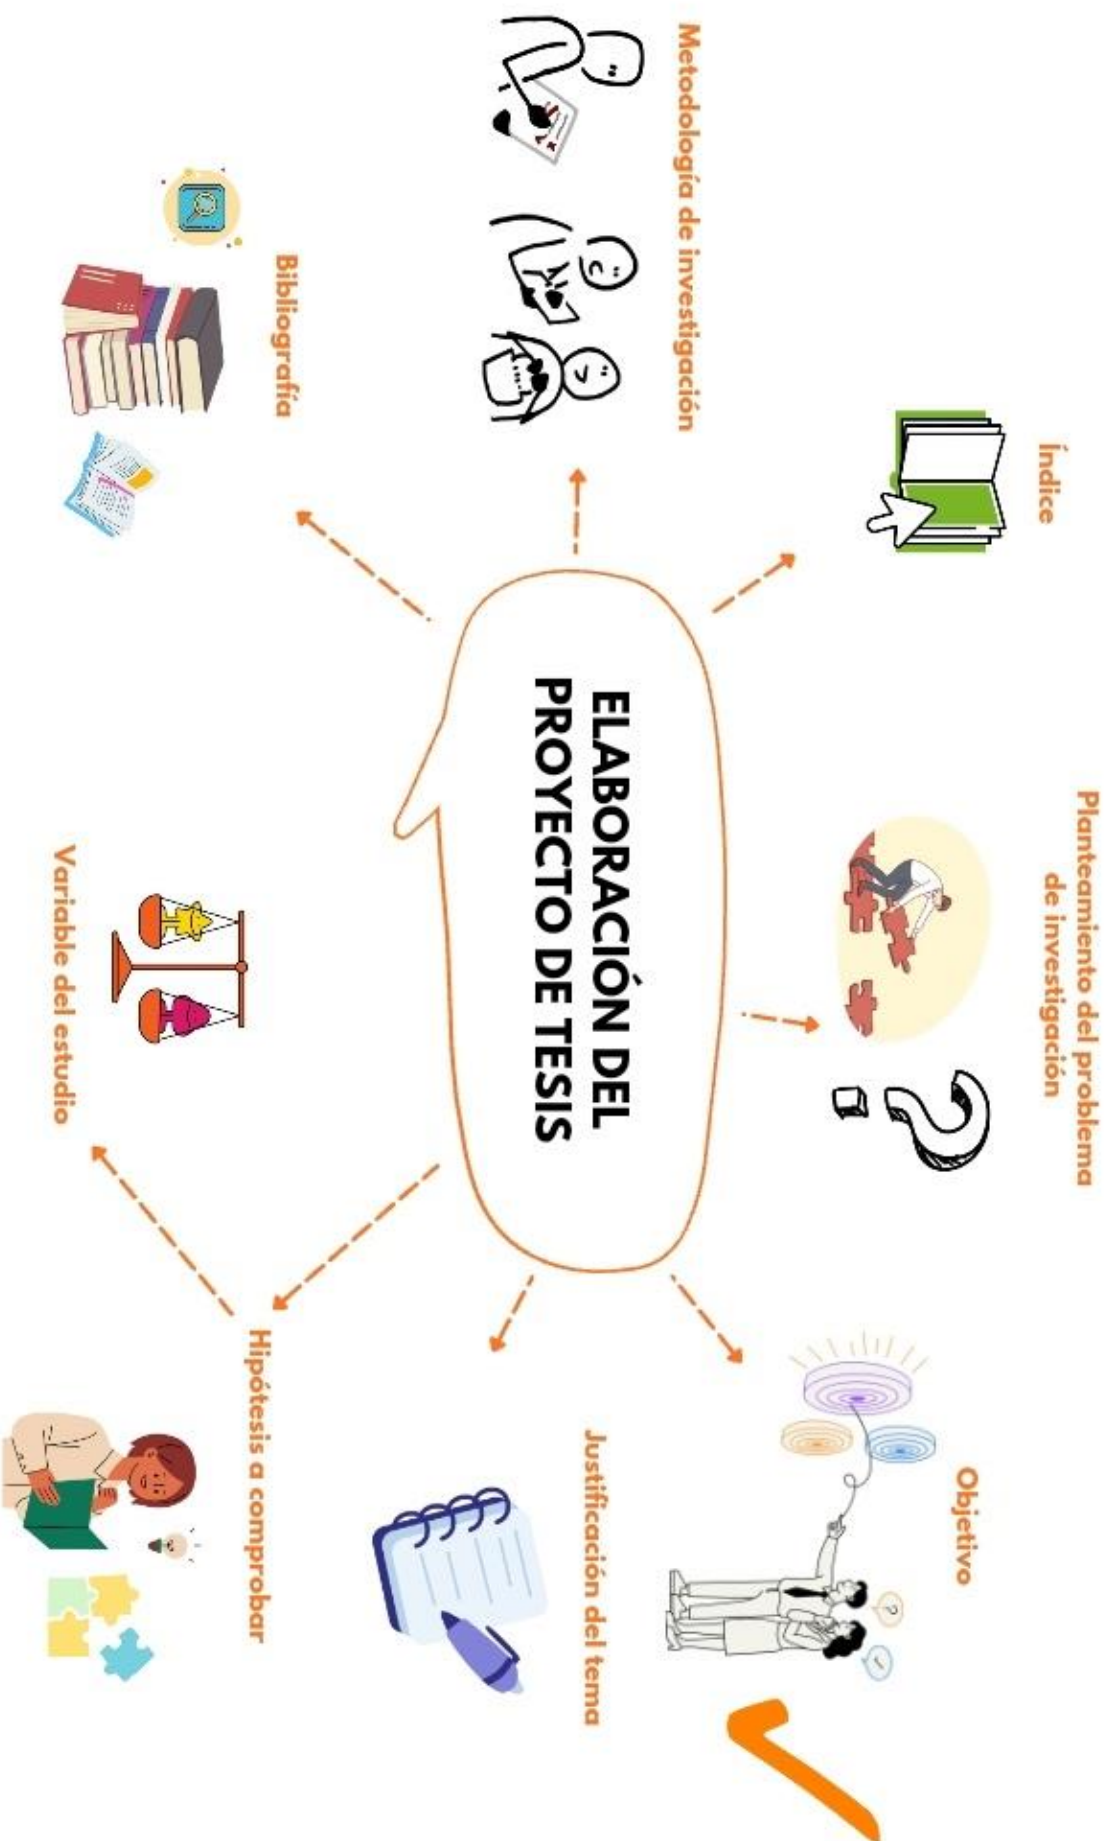 Índice
Planteamiento del problema
de investigación
Objetivo
Metodología de investigación
ELABORACIÓN DEL
PROYECTO DE TESIS
Justificación del tema
Bibliografía
Hipótesis a comprobar
Variable del estudio